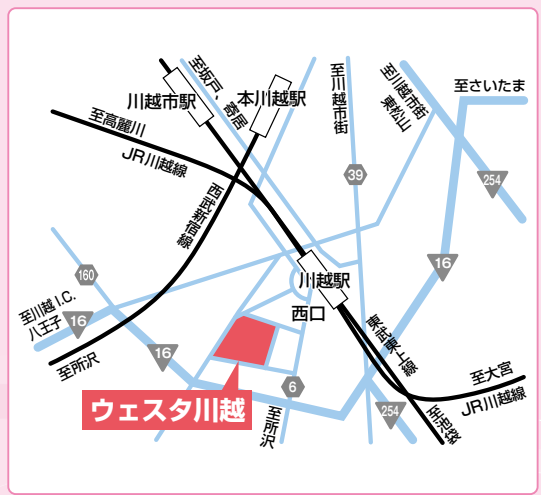 至坂戸、寄居
川越市駅
本川越駅
至川越市街
至川越市街
東松山
至さいたま
至高麗川
JR川越線
39
254
西武新宿線
160
16
川越駅
西口
至川越 I.C.
八王子
16
16
至所沢
東武東上線
6
至所沢
ウェスタ川越
254
至池袋
至大宮
JR川越線